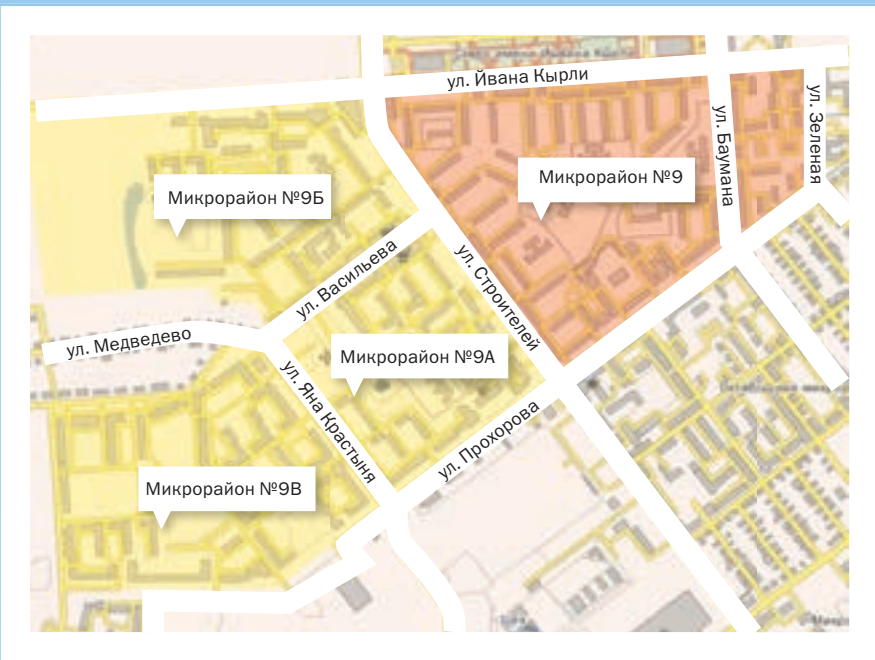 ул. Йвана Кырли
ул. Зеленая
ул. Баумана
Микрорайон №9
Микрорайон №9Б
ул. Васильева
ул. Строителей
ул. Медведево
Микрорайон №9А
ул. Яна Крастыня
ул. Прохорова
Микрорайон №9В